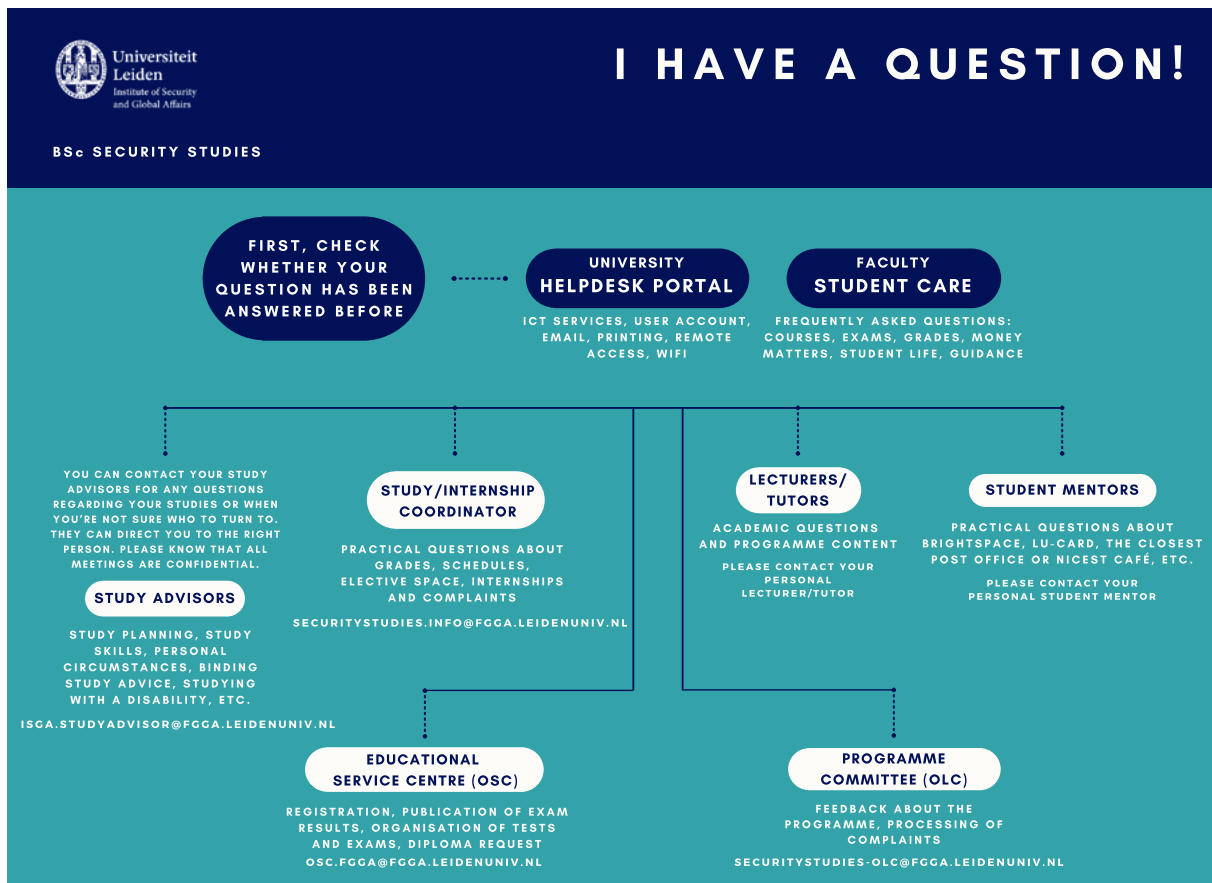 Universiteit
Leiden
Institute of Security
and Global Affairs
I HAVE A QUESTION!
BSc SECURITY STUDIES
FIRST, CHECK
WHETHER YOUR
QUESTION HAS BEEN
ANSWERED BEFORE
UNIVERSITY
HELPDESK PORTAL
ICT SERVICES, USER ACCOUNT,
EMAIL, PRINTING, REMOTE
ACCESS, WIFI
FACULTY
STUDENT CARE
FREQUENTLY ASKED QUESTIONS:
COURSES, EXAMS, GRADES, MONEY
MATTERS, STUDENT LIFE, GUIDANCE
YOU CAN CONTACT YOUR STUDY
ADVISORS FOR ANY QUESTIONS
REGARDING YOUR STUDIES OR WHEN
YOU'RE NOT SURE WHO TO TURN TO.
THEY CAN DIRECT YOU TO THE RIGHT
PERSON. PLEASE KNOW THAT ALL
MEETINGS ARE CONFIDENTIAL.
STUDY ADVISORS
STUDY PLANNING, STUDY
SKILLS, PERSONAL
CIRCUMSTANCES, BINDING
STUDY ADVICE, STUDYING
WITH A DISABILITY, ETC.
ISGA.STUDYADVISOR@FGGA.LEIDENUNIV.NL
STUDY/INTERNSHIP
COORDINATOR
PRACTICAL QUESTIONS ABOUT
GRADES, SCHEDULES,
ELECTIVE SPACE, INTERNSHIPS
AND COMPLAINTS
SECURITYSTUDIES.INFO@FGGA.LEIDENUNIV.NL
LECTURERS/
TUTORS
ACADEMIC QUESTIONS
AND PROGRAMME CONTENT
PLEASE CONTACT YOUR
PERSONAL
LECTURER/TUTOR
STUDENT MENTORS
PRACTICAL QUESTIONS ABOUT
BRIGHTSPACE, LU-CARD, THE CLOSEST
POST OFFICE OR NICEST CAFÉ, ETC.
PLEASE CONTACT YOUR
PERSONAL STUDENT MENTOR
EDUCATIONAL
SERVICE CENTRE (OSC)
REGISTRATION, PUBLICATION OF EXAM
RESULTS, ORGANISATION OF TESTS
AND EXAMS, DIPLOMA REQUEST
OSC.FGGA@FGGA.LEIDENUNIV.NL
PROGRAMME
COMMITTEE (OLC)
FEEDBACK ABOUT THE
PROGRAMME, PROCESSING OF
COMPLAINTS
SECURITYSTUDIES-OLC@FGGA.LEIDENUNIV.NL